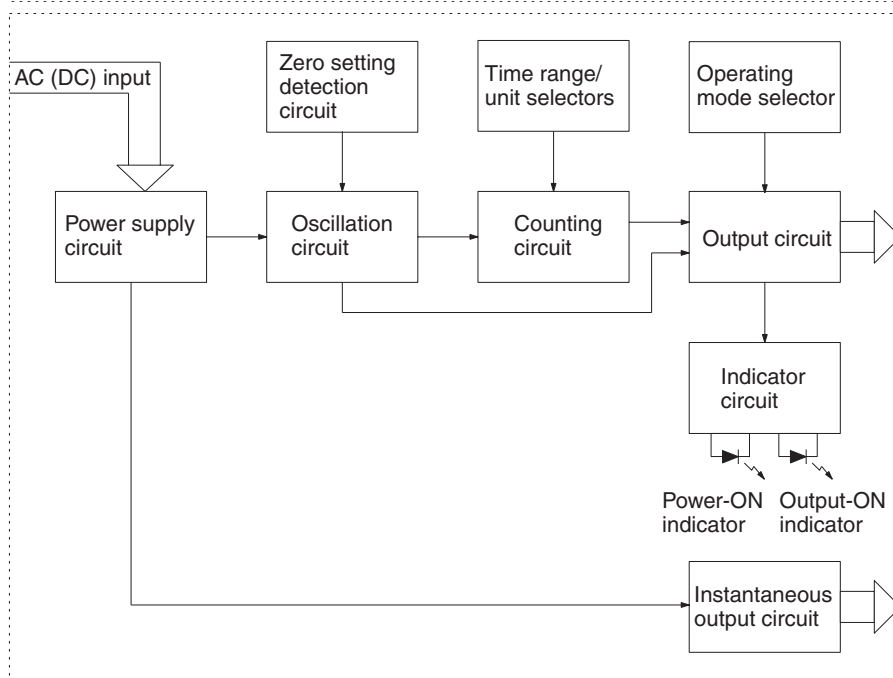 AC (DC) input
Zero setting
detection
circuit
Time range/
unit selectors
Operating
mode selector
Power supply
circuit
Oscillation
circuit
Counting
circuit
Output circuit
Indicator
circuit
Power-ON
indicator
Output-ON
indicator
Instantaneous
output circuit